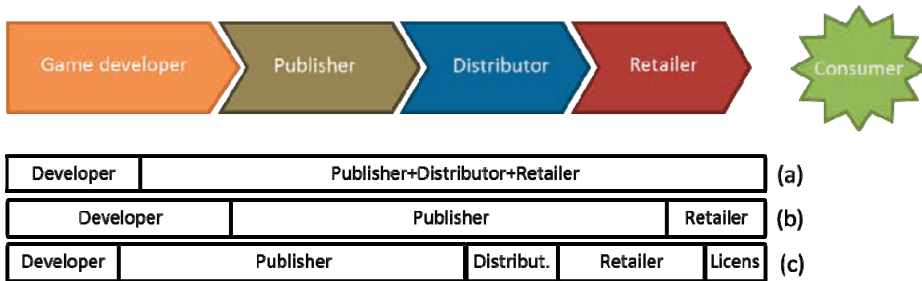 Game developer Publisher Distributor Retailer Consumer
Developer Publisher+Distributor+Retailer (a)
Developer Publisher Retailer (b)
Developer Publisher Distribut. Retailer Licens (c)